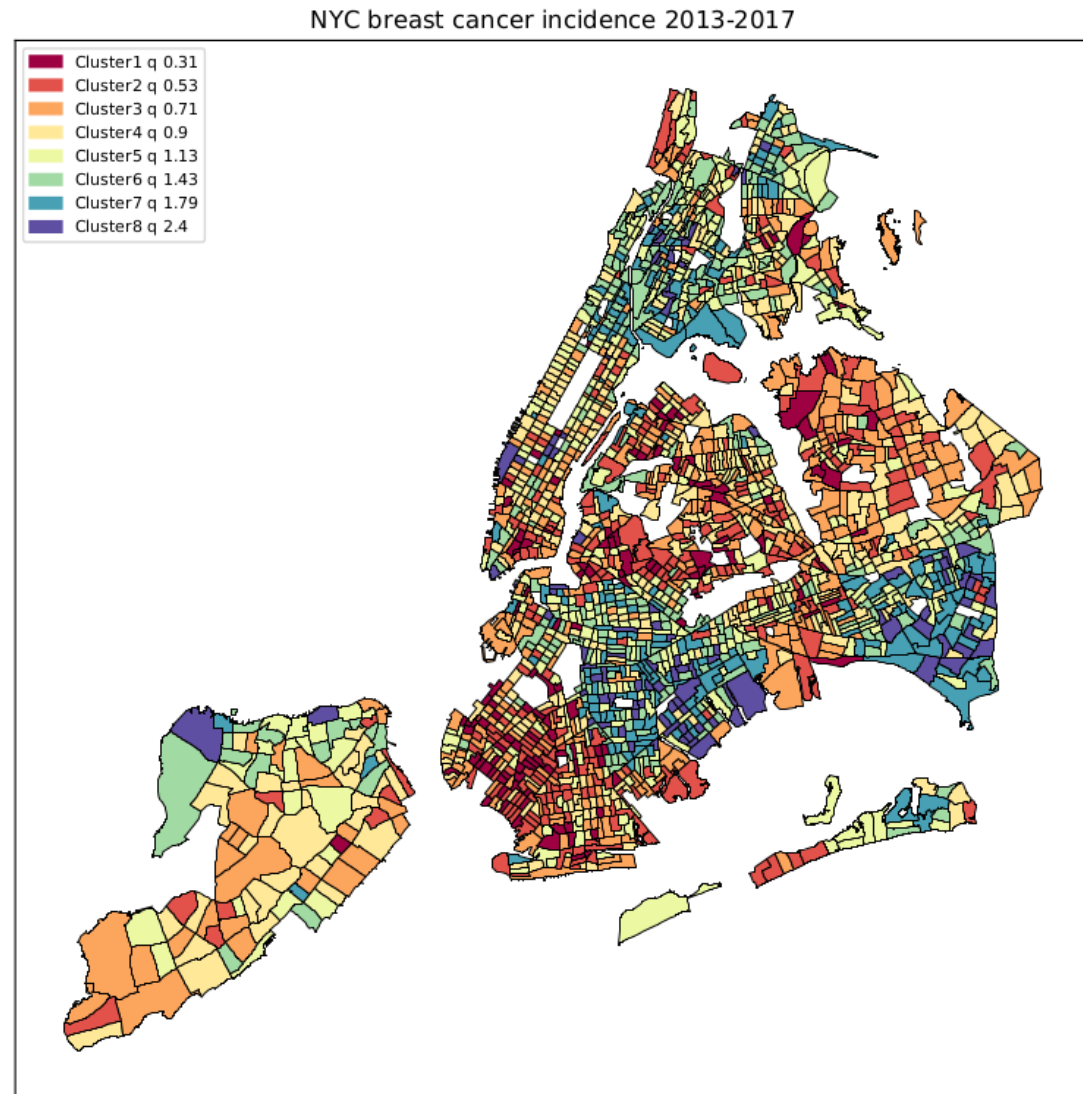 NYC breast cancer incidence 2013-2017
Cluster1 q 0.31
Cluster2 q 0.53
Cluster3 q 0.71
Cluster4 q 0.9
Cluster5 q 1.13
Cluster6 q 1.43
Cluster7 q 1.79
Cluster8 q 2.4